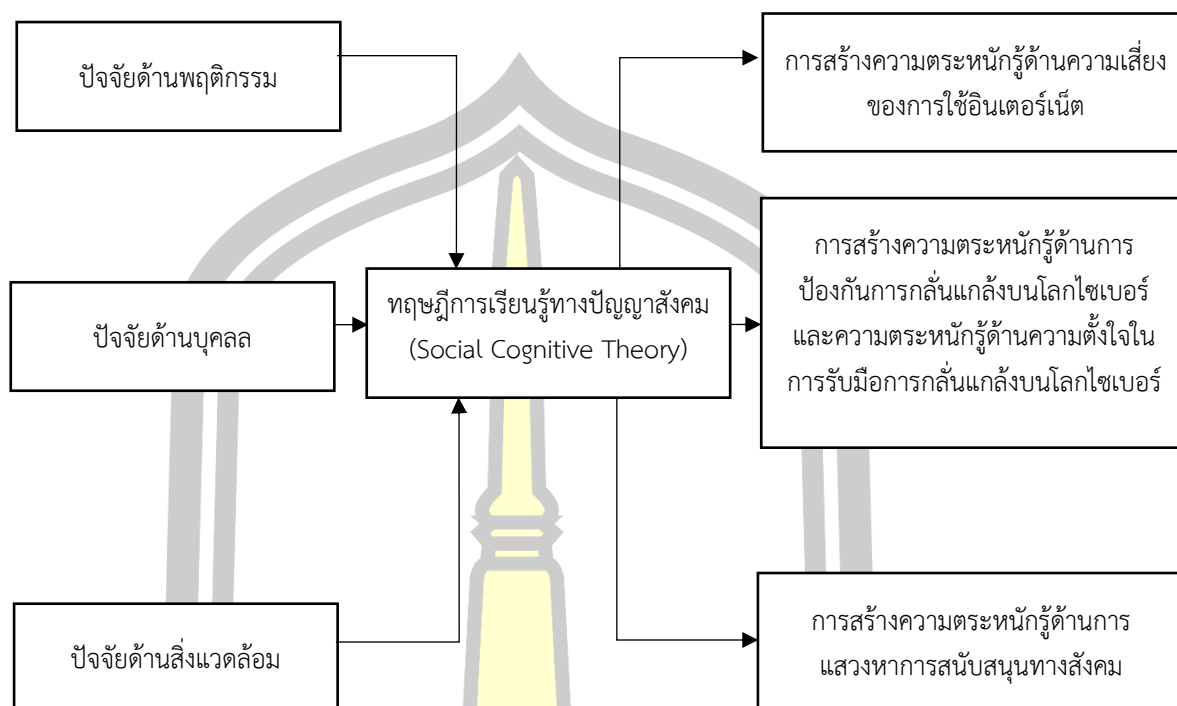 ปัจจัยด้านพฤติกรรม
การสร้างความตระหนักรู้ด้านความเสี่ยง
ของการใช้อินเตอร์เน็ต
ปัจจัยด้านบุคลล
ทฤษฎีการเรียนรู้ทางปัญญาสังคม
(Social Cognitive Theory)
การสร้างความตระหนักรู้ด้านการ
ป้องกันการกลั่นแกล้งบนโลกไซเบอร์
และความตระหนักรู้ด้านความตั้งใจใน
การรับมือการกลั่นแกล้งบนโลกไซเบอร์
ปัจจัยด้านสิ่งแวดล้อม
การสร้างความตระหนักรู้ด้านการ
แสวงหาการสนับสนุนทางสังคม